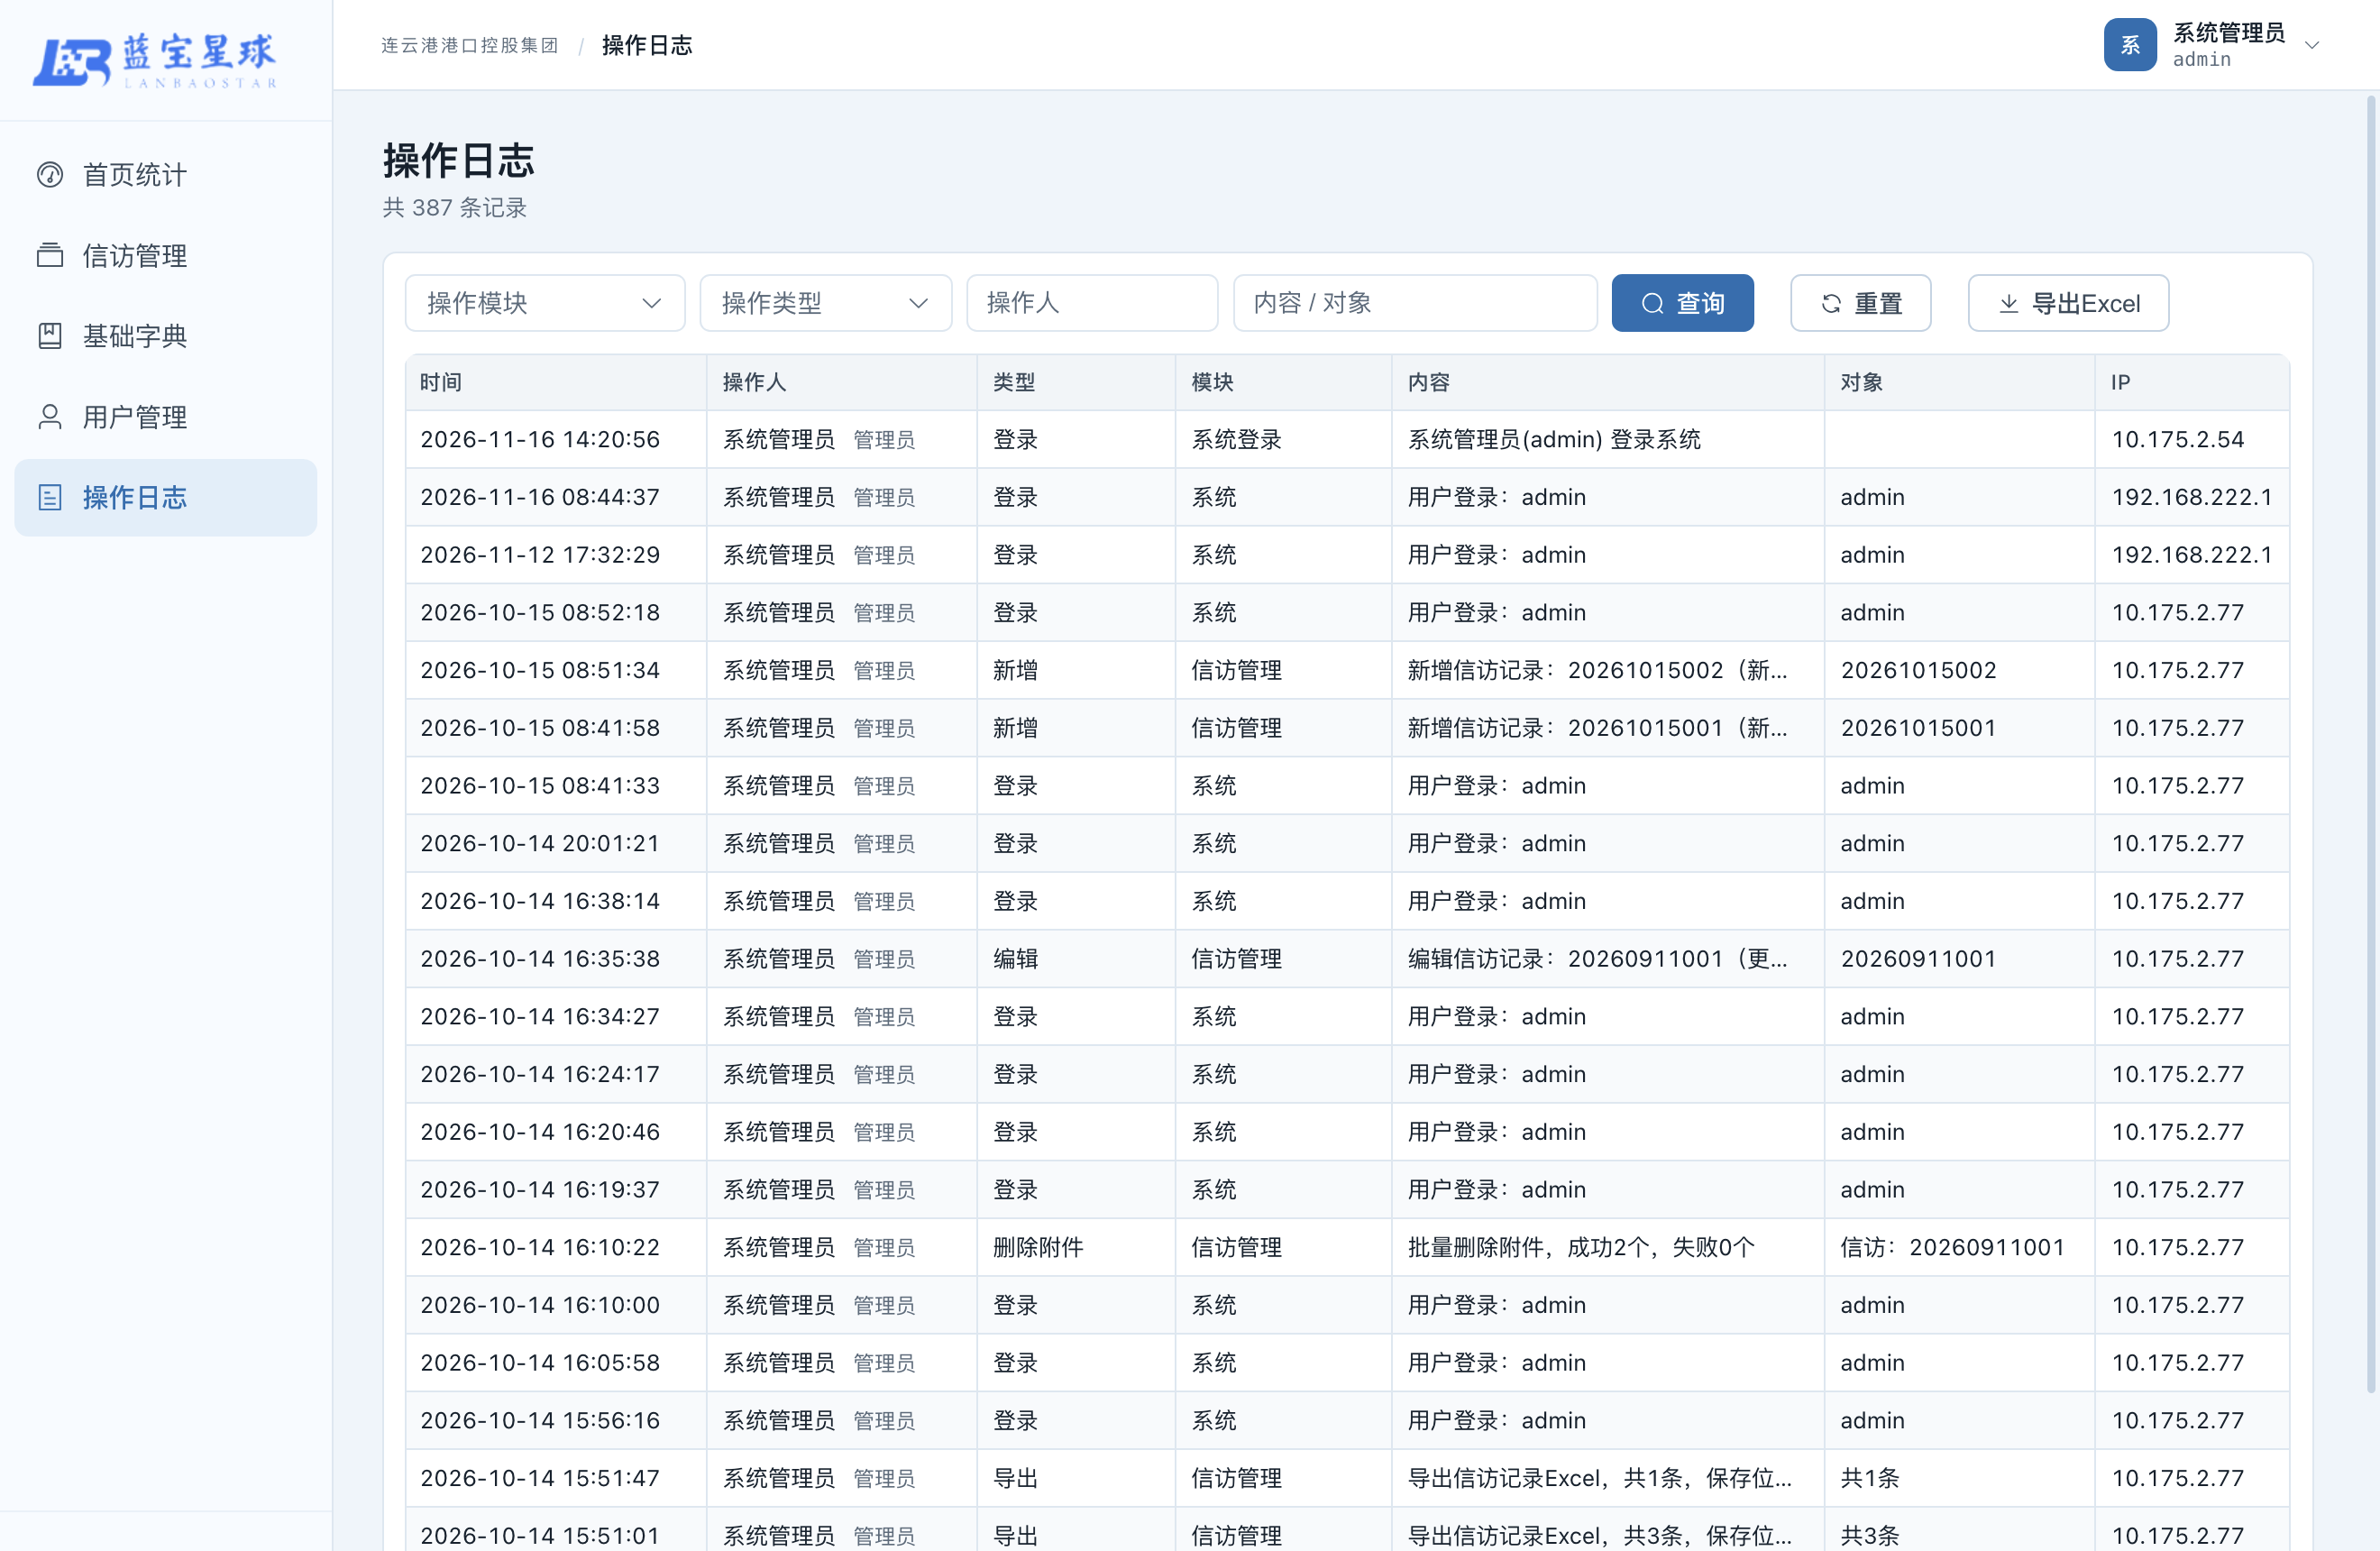 蓝宝星球
LANBAOSTAR
连云港港口控股集团 / 操作日志
系 系统管理员
admin
首页统计
信访管理
基础字典
用户管理
操作日志
操作日志
共 387 条记录
操作模块 操作类型 操作人 内容 / 对象 查询 重置 导出Excel
时间 操作人 类型 模块 内容 对象 IP
2026-11-16 14:20:56 系统管理员 管理员 登录 系统登录 系统管理员(admin) 登录系统 10.175.2.54
2026-11-16 08:44:37 系统管理员 管理员 登录 系统 用户登录：admin admin 192.168.222.1
2026-11-12 17:32:29 系统管理员 管理员 登录 系统 用户登录：admin admin 192.168.222.1
2026-10-15 08:52:18 系统管理员 管理员 登录 系统 用户登录：admin admin 10.175.2.77
2026-10-15 08:51:34 系统管理员 管理员 新增 信访管理 新增信访记录：20261015002（新... 20261015002 10.175.2.77
2026-10-15 08:41:58 系统管理员 管理员 新增 信访管理 新增信访记录：20261015001（新... 20261015001 10.175.2.77
2026-10-15 08:41:33 系统管理员 管理员 登录 系统 用户登录：admin admin 10.175.2.77
2026-10-14 20:01:21 系统管理员 管理员 登录 系统 用户登录：admin admin 10.175.2.77
2026-10-14 16:38:14 系统管理员 管理员 登录 系统 用户登录：admin admin 10.175.2.77
2026-10-14 16:35:38 系统管理员 管理员 编辑 信访管理 编辑信访记录：20260911001（更... 20260911001 10.175.2.77
2026-10-14 16:34:27 系统管理员 管理员 登录 系统 用户登录：admin admin 10.175.2.77
2026-10-14 16:24:17 系统管理员 管理员 登录 系统 用户登录：admin admin 10.175.2.77
2026-10-14 16:20:46 系统管理员 管理员 登录 系统 用户登录：admin admin 10.175.2.77
2026-10-14 16:19:37 系统管理员 管理员 登录 系统 用户登录：admin admin 10.175.2.77
2026-10-14 16:10:22 系统管理员 管理员 删除附件 信访管理 批量删除附件，成功2个，失败0个 信访：20260911001 10.175.2.77
2026-10-14 16:10:00 系统管理员 管理员 登录 系统 用户登录：admin admin 10.175.2.77
2026-10-14 16:05:58 系统管理员 管理员 登录 系统 用户登录：admin admin 10.175.2.77
2026-10-14 15:56:16 系统管理员 管理员 登录 系统 用户登录：admin admin 10.175.2.77
2026-10-14 15:51:47 系统管理员 管理员 导出 信访管理 导出信访记录Excel，共1条，保存位... 共1条 10.175.2.77
2026-10-14 15:51:01 系统管理员 管理员 导出 信访管理 导出信访记录Excel，共3条，保存位... 共3条 10.175.2.77